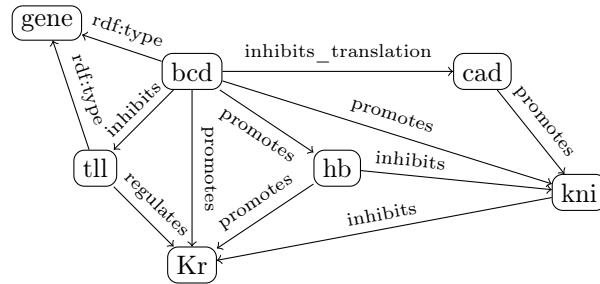 gene
rdf:type
bcd
inhibits_translation
cad
rdf:type
inhibits
promotes
promotes
promotes
promotes
tll
hb
inhibits
kni
regulates
promotes
inhibits
Kr